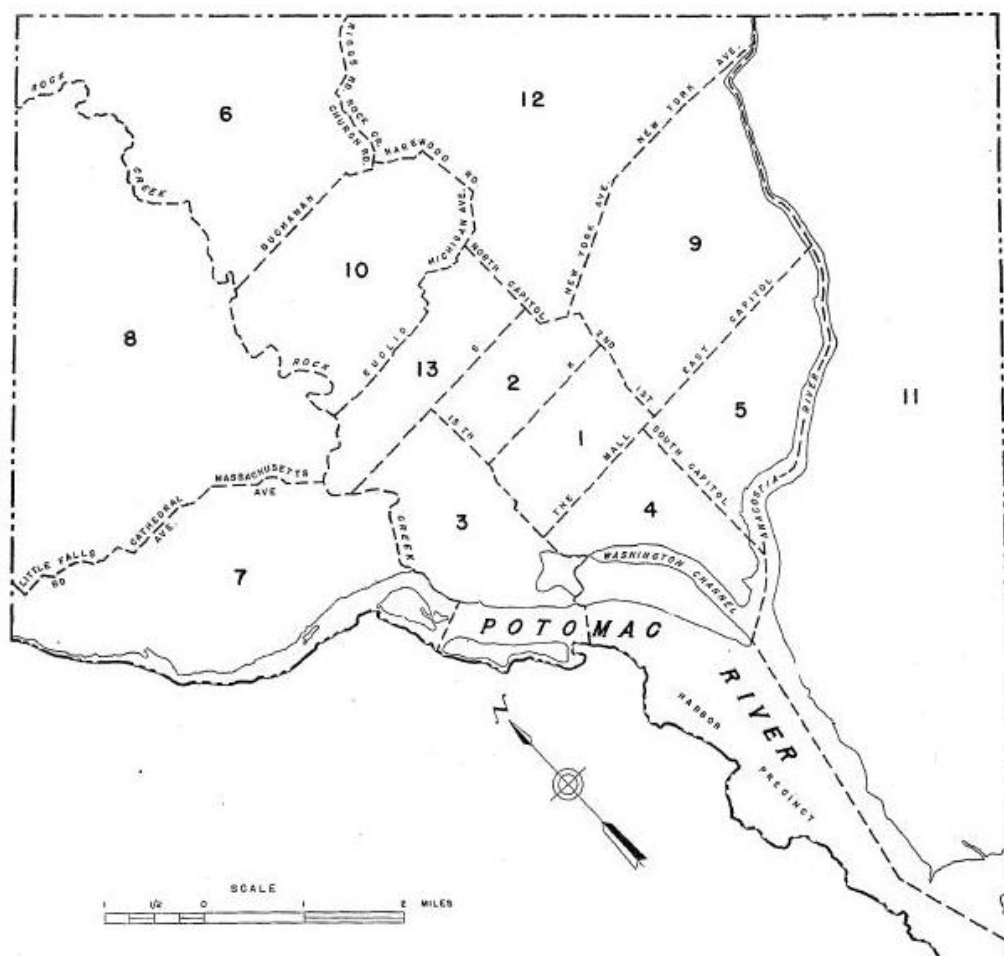 ROCK
CREEK
6
RIGGS RD.
ROCK CR.
CHURCH RD.
12
NEW YORK AVE.
HAREWOOD RD.
BUCHANAN
MICHIGAN AVE.
NORTH CAPITOL
NEW YORK AVE.
9
10
8
EUCLID
ROCK
13
2
K
2ND
1ST
EAST CAPITOL
11
5
RIVER
ANACOSTIA
15TH
1
THE MALL
SOUTH CAPITOL
MASSACHUSETTS
AVE
CATHEDRAL
AVE.
LITTLE FALLS
RD
7
CREEK
3
4
WASHINGTON CHANNEL
POTOMAC
RIVER
HARBOR
PRECINCT
SCALE
1 1/2 0 1 2 MILES